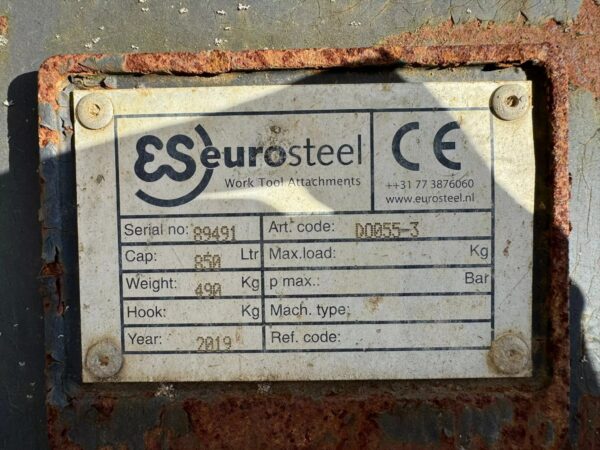 ES eurosteel
Work Tool Attachments
CE
++31 77 3876060
www.eurosteel.nl
Serial no: 89491 Art. code: DO055-3
Cap: 850 Ltr Max.load: Kg
Weight: 490 Kg p max.: Bar
Hook: Kg Mach. type:
Year: 2019 Ref. code: